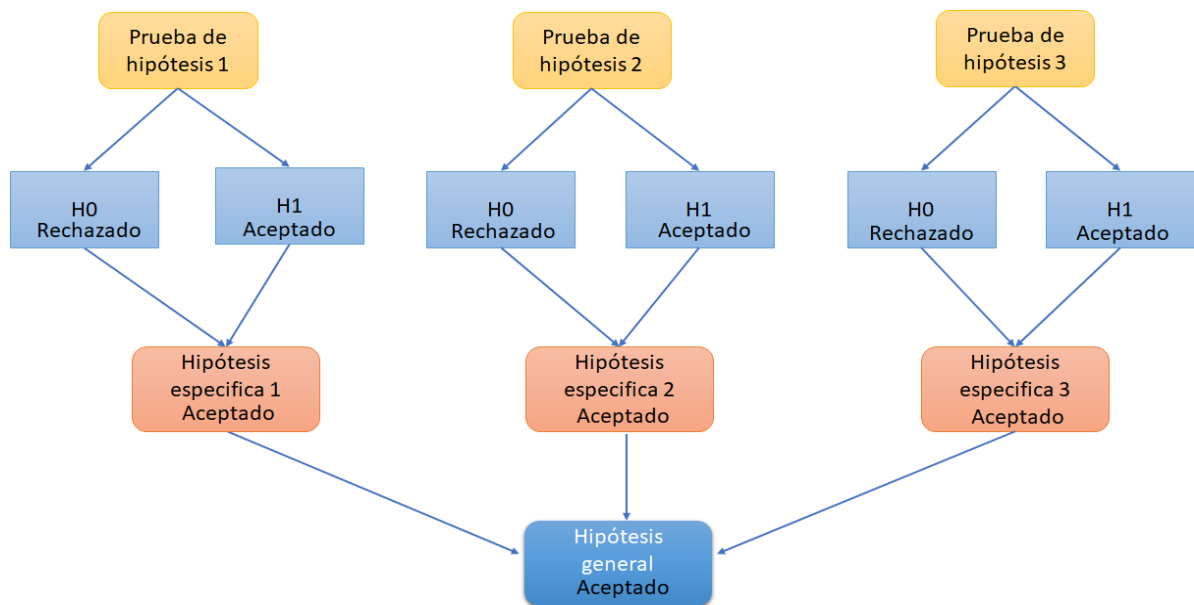 Prueba de
hipótesis 1
Prueba de
hipótesis 2
Prueba de
hipótesis 3
H0
Rechazado
H1
Aceptado
H0
Rechazado
H1
Aceptado
H0
Rechazado
H1
Aceptado
Hipótesis
especifica 1
Aceptado
Hipótesis
especifica 2
Aceptado
Hipótesis
especifica 3
Aceptado
Hipótesis
general
Aceptado